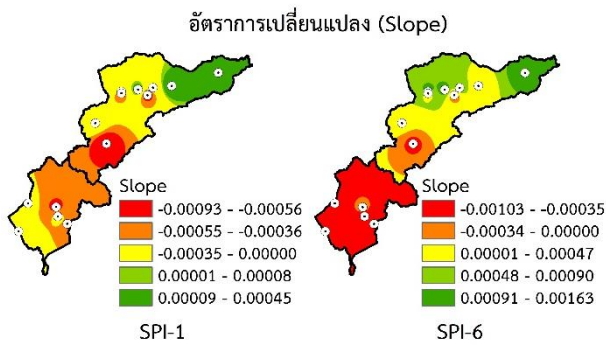 อัตราการเปลี่ยนแปลง (Slope)
Slope
-0.00093 - -0.00056
-0.00055 - -0.00036
-0.00035 - -0.00000
0.00001 - 0.00008
0.00009 - 0.00045
SPI-1
Slope
-0.00103 - -0.00035
-0.00034 - -0.00000
0.00001 - 0.00047
0.00048 - 0.00090
0.00091 - 0.00163
SPI-6